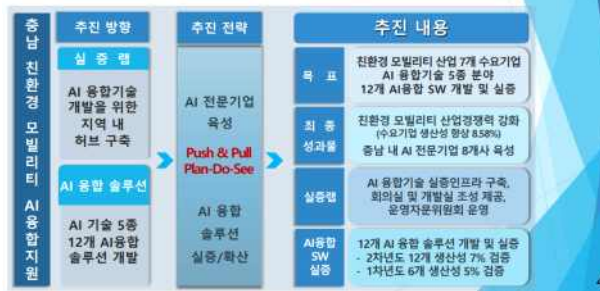 충남 친환경 모빌리티 AI융합지원
추진 방향
실 증 랩
AI 융합기술
개발을 위한
지역 내
허브 구축
AI 융합 솔루션
AI 기술 5종
12개 AI융합
솔루션 개발
추진 전략
AI 전문기업
육성
Push & Pull
Plan-Do-See
AI 융합
솔루션
실증/확산
추진 내용
목 표
친환경 모빌리티 산업 7개 수요기업
AI 융합기술 5종 분야
12개 AI융합 SW 개발 및 실증
최 종
성과물
친환경 모빌리티 산업경쟁력 강화
(수요기업 생산성 향상 8.58%)
충남 내 AI 전문기업 8개사 육성
실증랩
AI 융합기술 실증인프라 구축,
회의실 및 개발실 조성 제공,
운영자문위원회 운영
AI융합
SW
실증
12개 AI 융합 솔루션 개발 및 실증
- 2차년도 12개 생산성 7% 검증
- 1차년도 6개 생산성 5% 검증